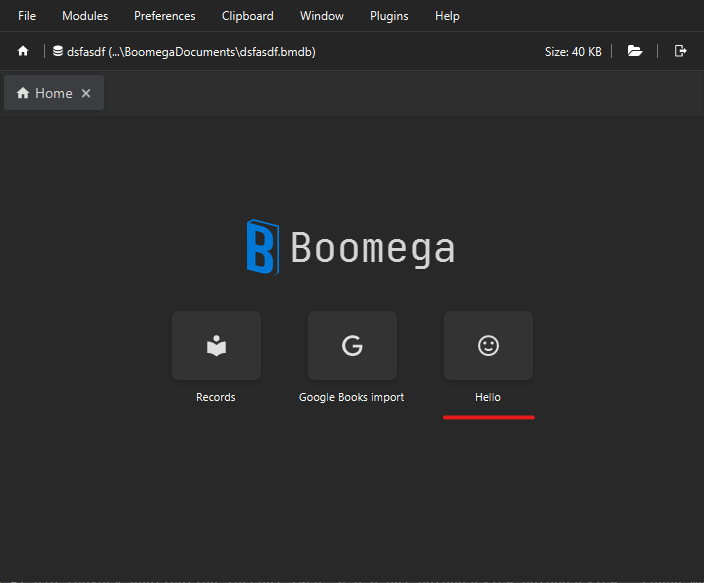 File Modules Preferences Clipboard Window Plugins Help
dsfasdf (...\BoomegaDocuments\dsfasdf.bmdb) Size: 40 KB
Home
Boomega
Records Google Books import Hello